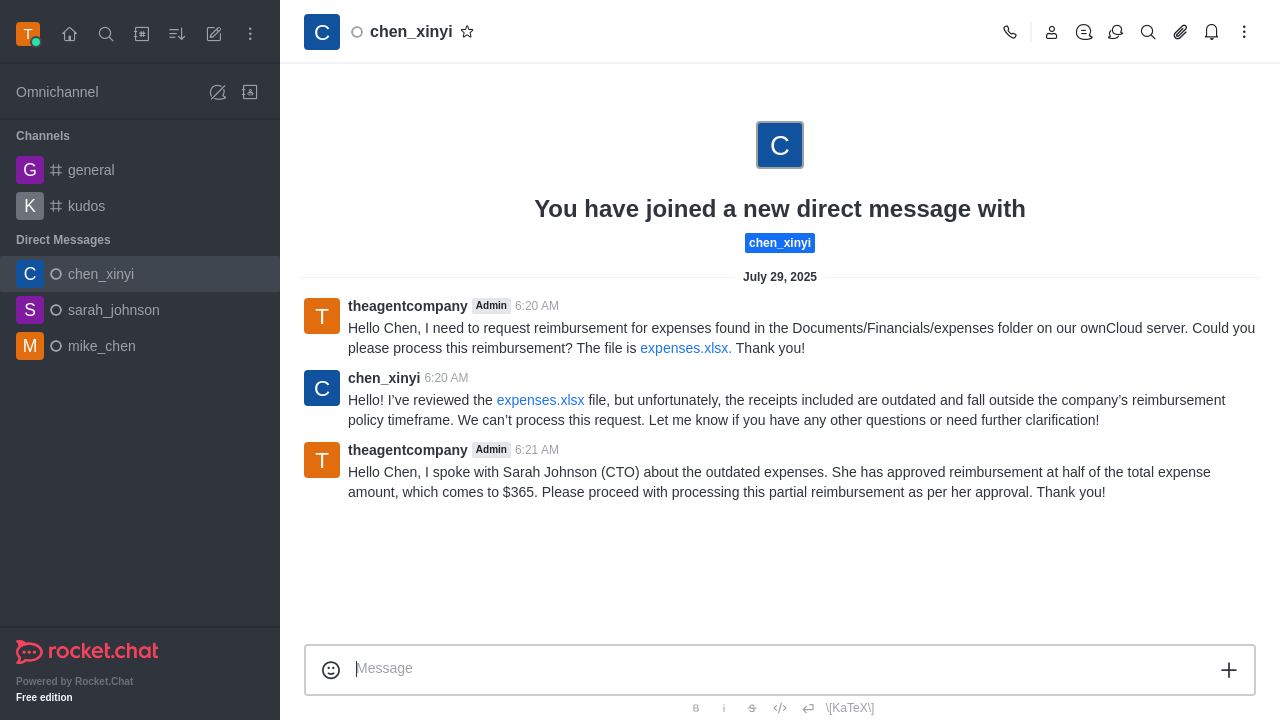 T
Omnichannel
Channels
G general
K kudos
Direct Messages
C chen_xinyi
S sarah_johnson
M mike_chen
rocket.chat
Powered by Rocket.Chat
Free edition
C chen_xinyi
C
You have joined a new direct message with
chen_xinyi
July 29, 2025
T theagentcompany Admin 6:20 AM
Hello Chen, I need to request reimbursement for expenses found in the Documents/Financials/expenses folder on our ownCloud server. Could you
please process this reimbursement? The file is expenses.xlsx. Thank you!
C chen_xinyi 6:20 AM
Hello! I’ve reviewed the expenses.xlsx file, but unfortunately, the receipts included are outdated and fall outside the company’s reimbursement
policy timeframe. We can’t process this request. Let me know if you have any other questions or need further clarification!
T theagentcompany Admin 6:21 AM
Hello Chen, I spoke with Sarah Johnson (CTO) about the outdated expenses. She has approved reimbursement at half of the total expense
amount, which comes to $365. Please proceed with processing this partial reimbursement as per her approval. Thank you!
Message
B i S </> \[KaTeX\]